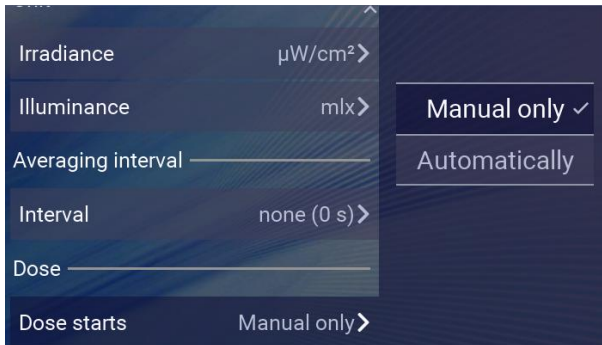 Irradiance µW/cm²
Illuminance mlx
Averaging interval
Interval none (0 s)
Dose
Dose starts Manual only
Manual only
Automatically